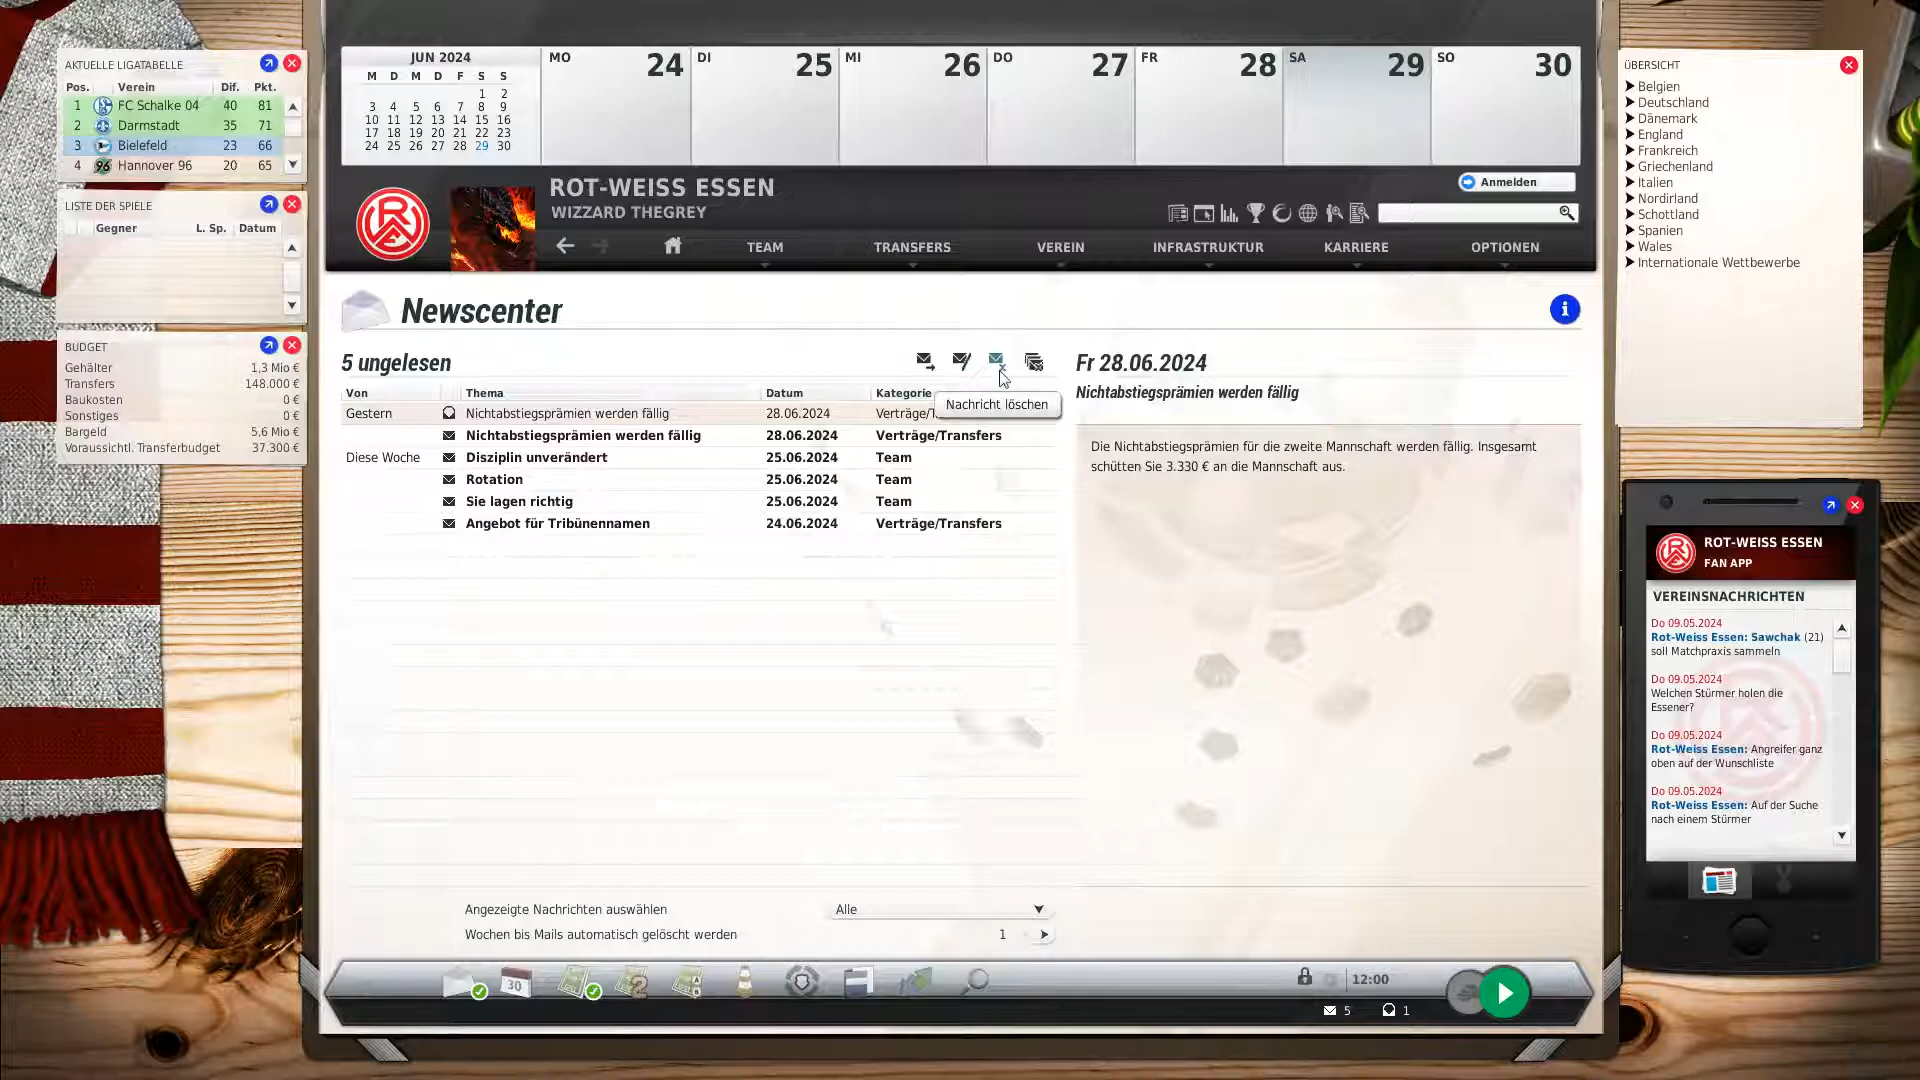 AKTUELLE LIGATABELLE
Pos. Verein Dif. Pkt.
1 FC Schalke 04 40 81
2 Darmstadt 35 71
3 Bielefeld 23 66
4 Hannover 96 20 65
LISTE DER SPIELE
Gegner L. Sp. Datum
BUDGET
Gehälter 1,3 Mio €
Transfers 148.000 €
Baukosten 0 €
Sonstiges 0 €
Bargeld 5,6 Mio €
Voraussichtl. Transferbudget 37.300 €
JUN 2024
M D M D F S S
1 2
3 4 5 6 7 8 9
10 11 12 13 14 15 16
17 18 19 20 21 22 23
24 25 26 27 28 29 30
MO 24 DI 25 MI 26 DO 27 FR 28 SA 29 SO 30
ROT-WEISS ESSEN
WIZZARD THEGREY
Anmelden
TEAM TRANSFERS VEREIN INFRASTRUKTUR KARRIERE OPTIONEN
Newscenter
5 ungelesen
Von Thema Datum Kategorie
Gestern Nichtabstiegsprämien werden fällig 28.06.2024 Verträge/T
Nichtabstiegsprämien werden fällig 28.06.2024 Verträge/Transfers
Diese Woche Disziplin unverändert 25.06.2024 Team
Rotation 25.06.2024 Team
Sie lagen richtig 25.06.2024 Team
Angebot für Tribünennamen 24.06.2024 Verträge/Transfers
Nachricht löschen
Angezeigte Nachrichten auswählen Alle
Wochen bis Mails automatisch gelöscht werden 1
Fr 28.06.2024
Nichtabstiegsprämien werden fällig
Die Nichtabstiegsprämien für die zweite Mannschaft werden fällig. Insgesamt
schütten Sie 3.330 € an die Mannschaft aus.
30
2
12:00
5 1
ÜBERSICHT
Belgien
Deutschland
Dänemark
England
Frankreich
Griechenland
Italien
Nordirland
Schottland
Spanien
Wales
Internationale Wettbewerbe
ROT-WEISS ESSEN
FAN APP
VEREINSNACHRICHTEN
Do 09.05.2024
Rot-Weiss Essen: Sawchak (21)
soll Matchpraxis sammeln
Do 09.05.2024
Welchen Stürmer holen die
Essener?
Do 09.05.2024
Rot-Weiss Essen: Angreifer ganz
oben auf der Wunschliste
Do 09.05.2024
Rot-Weiss Essen: Auf der Suche
nach einem Stürmer